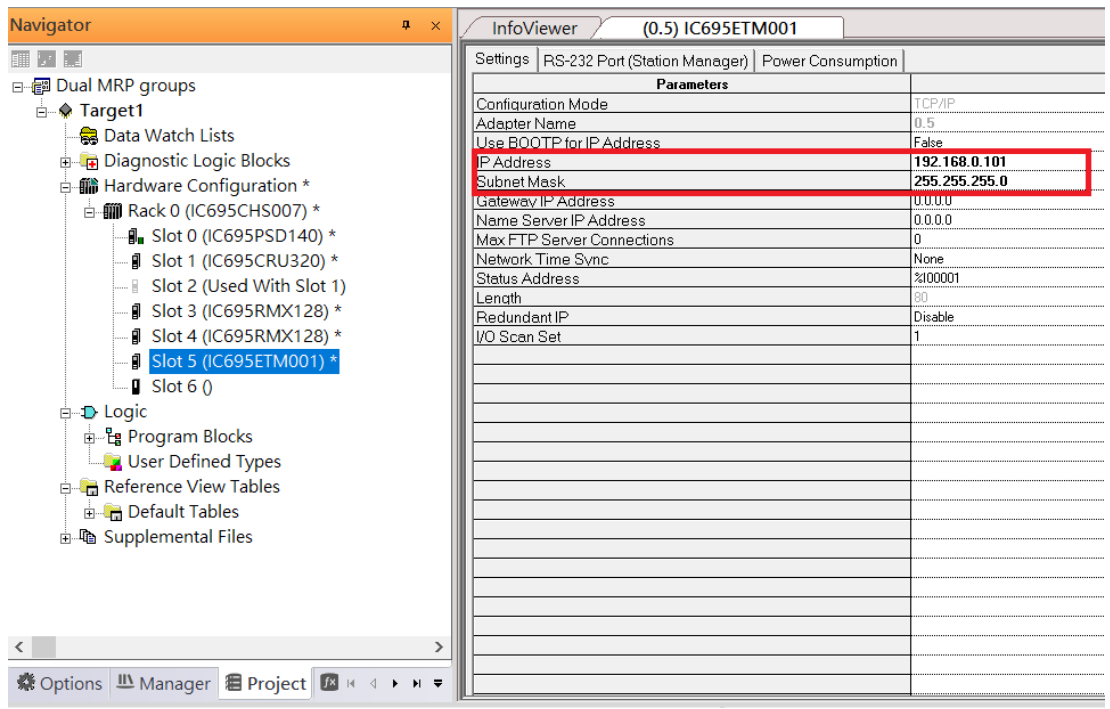 Navigator
Dual MRP groups
Target1
Data Watch Lists
Diagnostic Logic Blocks
Hardware Configuration *
Rack 0 (IC695CHS007) *
Slot 0 (IC695PSD140) *
Slot 1 (IC695CRU320) *
Slot 2 (Used With Slot 1)
Slot 3 (IC695RMX128) *
Slot 4 (IC695RMX128) *
Slot 5 (IC695ETM001) *
Slot 6 ()
Logic
Program Blocks
User Defined Types
Reference View Tables
Default Tables
Supplemental Files
Options Manager Project
InfoViewer (0.5) IC695ETM001
Settings RS-232 Port (Station Manager) Power Consumption
Parameters
Configuration Mode TCP/IP
Adapter Name 0.5
Use BOOTP for IP Address False
IP Address 192.168.0.101
Subnet Mask 255.255.255.0
Gateway IP Address 0.0.0.0
Name Server IP Address 0.0.0.0
Max FTP Server Connections 0
Network Time Sync None
Status Address %I00001
Length 80
Redundant IP Disable
I/O Scan Set 1